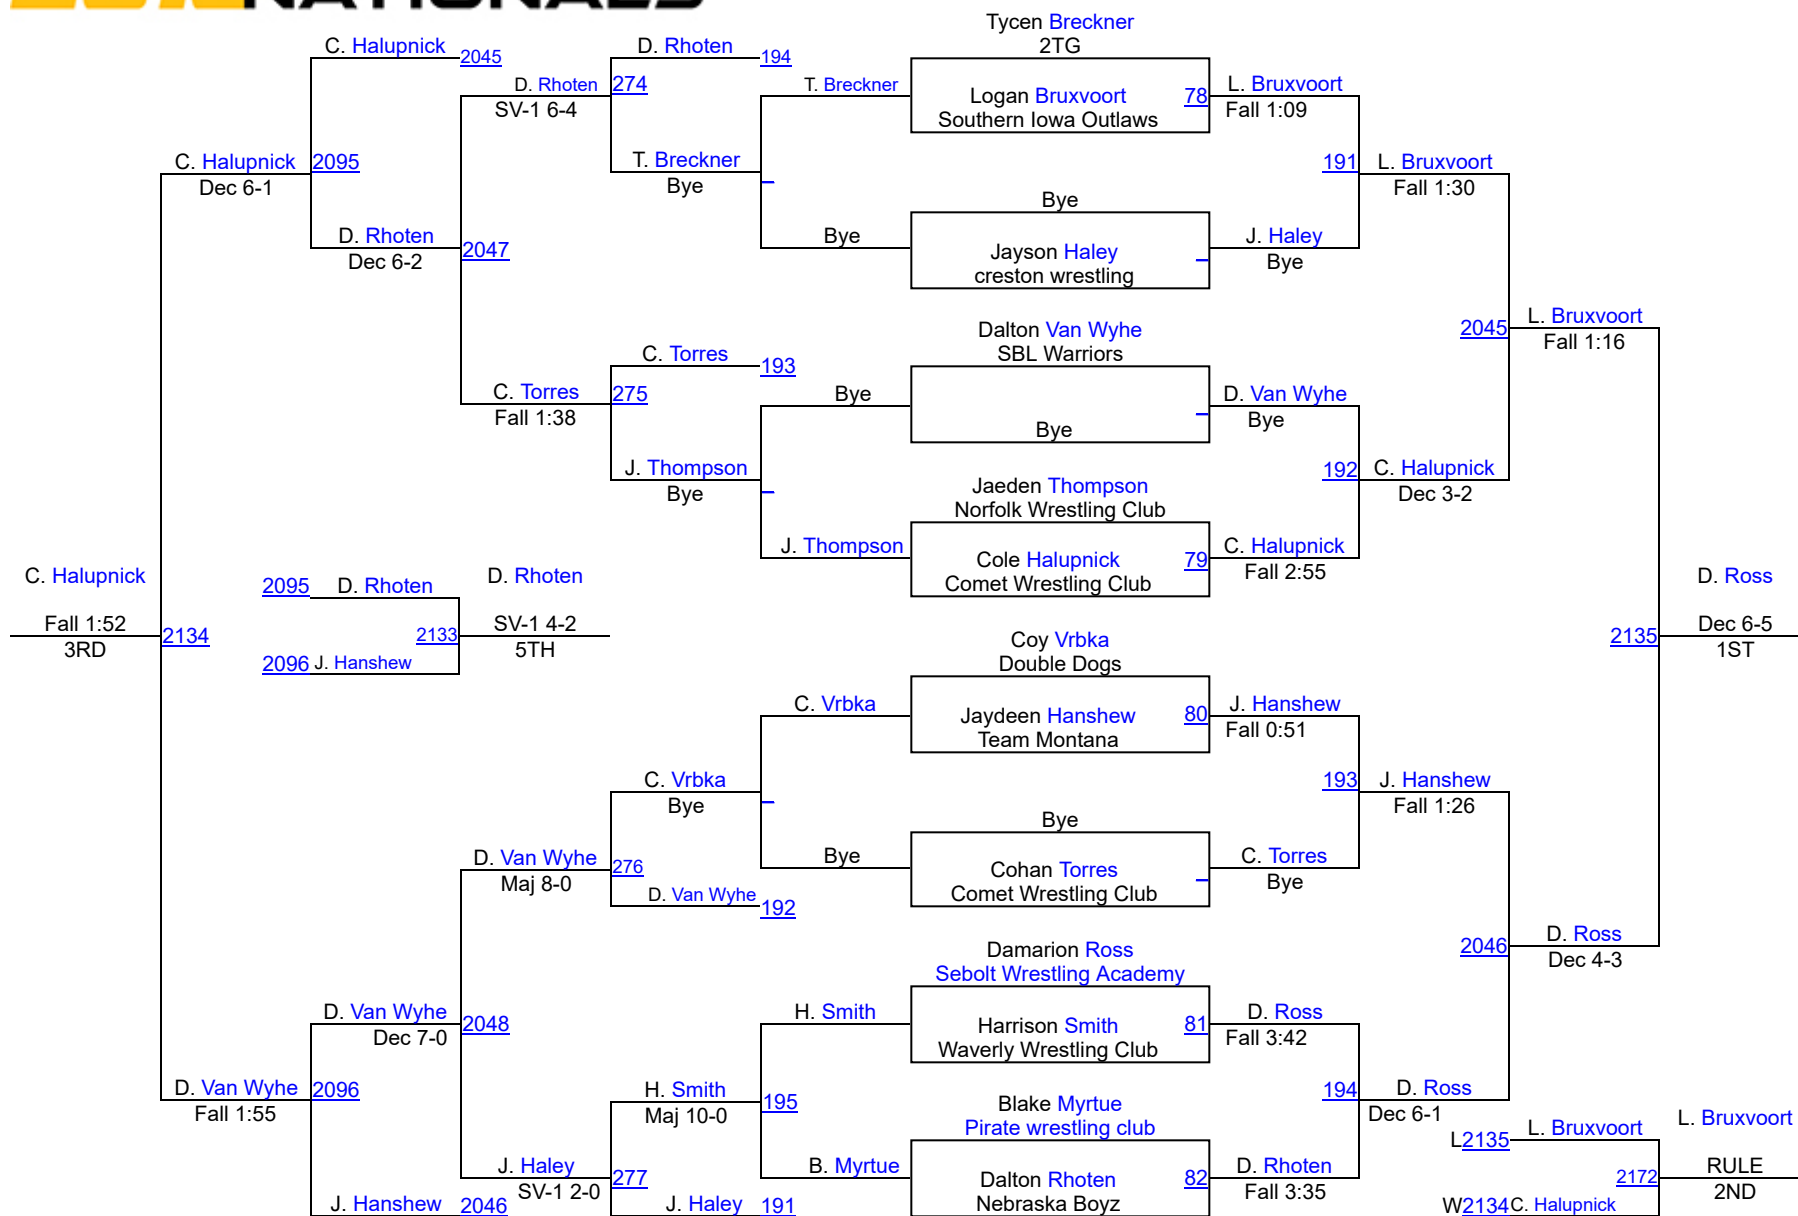 NATIONALS
Tycen Breckner
2TG
C. Halupnick 2045
D. Rhoten 194
D. Rhoten 274
SV-1 6-4
T. Breckner
Logan Bruxvoort 78
Southern Iowa Outlaws
L. Bruxvoort
Fall 1:09
C. Halupnick 2095
Dec 6-1
T. Breckner
Bye
191 L. Bruxvoort
Fall 1:30
Bye
D. Rhoten 2047
Dec 6-2
Bye
Jayson Haley
creston wrestling
J. Haley
Bye
Dalton Van Wyhe
SBL Warriors
2045 L. Bruxvoort
Fall 1:16
C. Torres 193
C. Torres 275
Fall 1:38
Bye
D. Van Wyhe
Bye
Bye
J. Thompson
Bye
192 C. Halupnick
Dec 3-2
Jaeden Thompson
Norfolk Wrestling Club
J. Thompson
Cole Halupnick 79
Comet Wrestling Club
C. Halupnick
Fall 2:55
C. Halupnick
Fall 1:52
3RD
2134
2095 D. Rhoten
D. Rhoten
2133 SV-1 4-2
5TH
2096 J. Hanshew
D. Ross
2135 Dec 6-5
1ST
Coy Vrbka
Double Dogs
C. Vrbka
Jaydeen Hanshew 80
Team Montana
J. Hanshew
Fall 0:51
C. Vrbka
Bye
193 J. Hanshew
Fall 1:26
Bye
D. Van Wyhe 276
Maj 8-0
Bye
Cohan Torres
Comet Wrestling Club
C. Torres
Bye
D. Van Wyhe 192
Damarion Ross
Sebolt Wrestling Academy
2046 D. Ross
Dec 4-3
D. Van Wyhe 2048
Dec 7-0
H. Smith
Harrison Smith 81
Waverly Wrestling Club
D. Ross
Fall 3:42
D. Van Wyhe 2096
Fall 1:55
H. Smith 195
Maj 10-0
194 D. Ross
Dec 6-1
Blake Myrtue
Pirate wrestling club
L2135 L. Bruxvoort
L. Bruxvoort
J. Haley 277
SV-1 2-0
B. Myrtue
Dalton Rhoten 82
Nebraska Boyz
D. Rhoten
Fall 3:35
2172 RULE
2ND
J. Hanshew 2046
J. Haley 191
W2134 C. Halupnick